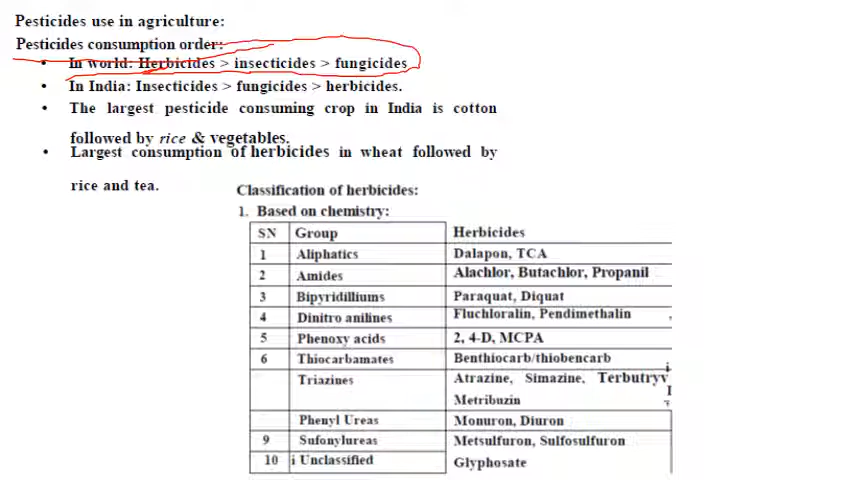 Pesticides use in agriculture:
Pesticides consumption order:
• In world: Herbicides > insecticides > fungicides
• In India: Insecticides > fungicides > herbicides.
• The largest pesticide consuming crop in India is cotton
followed by rice & vegetables.
• Largest consumption of herbicides in wheat followed by
rice and tea.
Classification of herbicides:
1. Based on chemistry:
SN Group Herbicides
1 Aliphatics Dalapon, TCA
2 Amides Alachlor, Butachlor, Propanil
3 Bipyridilliums Paraquat, Diquat
4 Dinitro anilines Fluchloralin, Pendimethalin
5 Phenoxy acids 2, 4-D, MCPA
6 Thiocarbamates Benthiocarb/thiobencarb
Triazines Atrazine, Simazine, Terbutryv
Metribuzin
Phenyl Ureas Monuron, Diuron
9 Sufonylureas Metsulfuron, Sulfosulfuron
10 i Unclassified Glyphosate